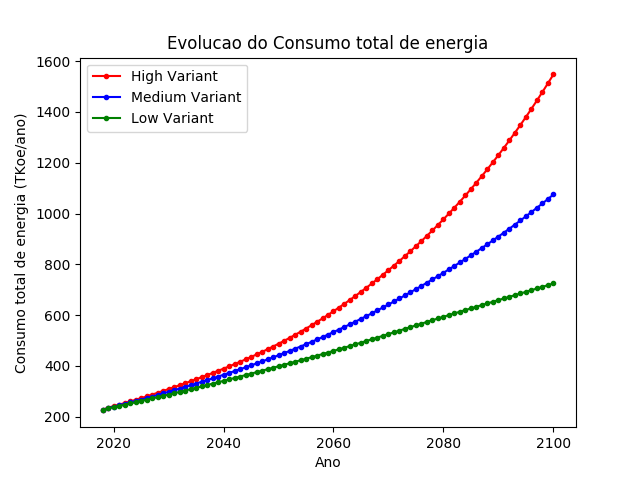 Evolucao do Consumo total de energia
High Variant
Medium Variant
Low Variant
Consumo total de energia (TKoe/ano)
1600
1400
1200
1000
800
600
400
200
2020
2040
2060
2080
2100
Ano